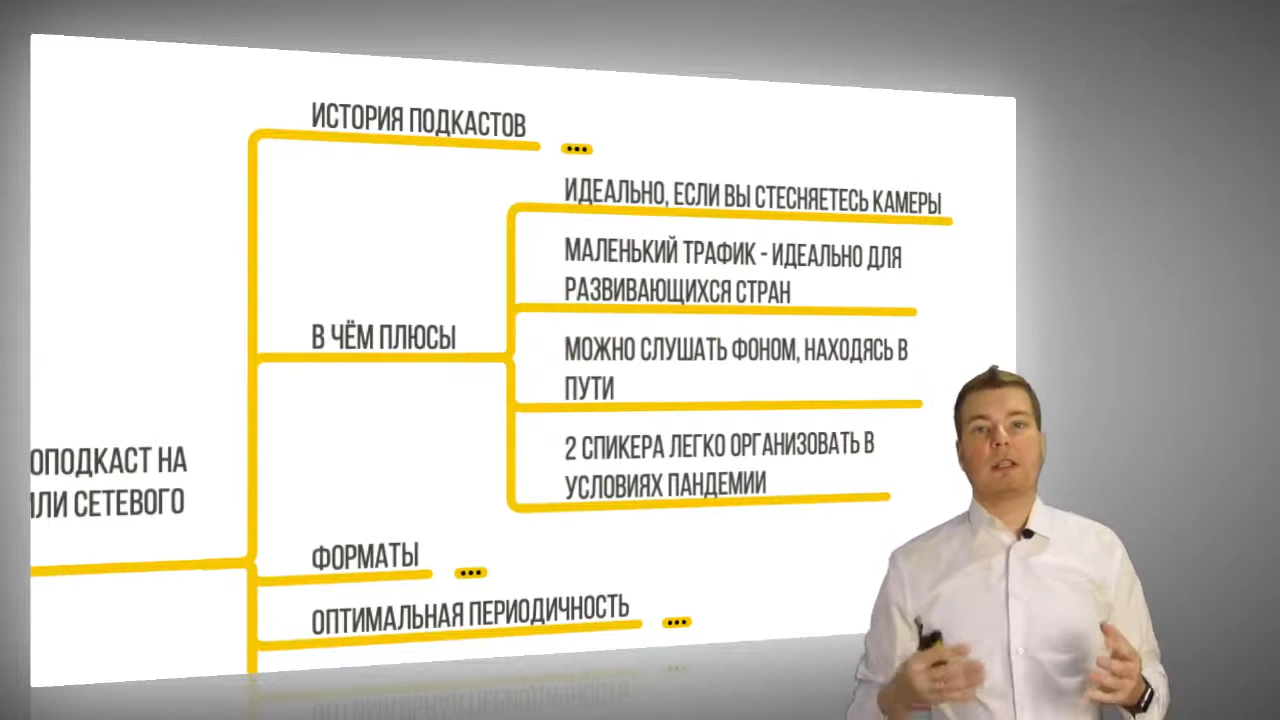 ИСТОРИЯ ПОДКАСТОВ
ИДЕАЛЬНО, ЕСЛИ ВЫ СТЕСНЯЕТЕСЬ КАМЕРЫ
МАЛЕНЬКИЙ ТРАФИК - ИДЕАЛЬНО ДЛЯ
РАЗВИВАЮЩИХСЯ СТРАН
В ЧЁМ ПЛЮСЫ
МОЖНО СЛУШАТЬ ФОНОМ, НАХОДЯСЬ В
ПУТИ
2 СПИКЕРА ЛЕГКО ОРГАНИЗОВАТЬ В
УСЛОВИЯХ ПАНДЕМИИ
ОПОДКАСТ НА
ИЛИ СЕТЕВОГО
ФОРМАТЫ
ОПТИМАЛЬНАЯ ПЕРИОДИЧНОСТЬ